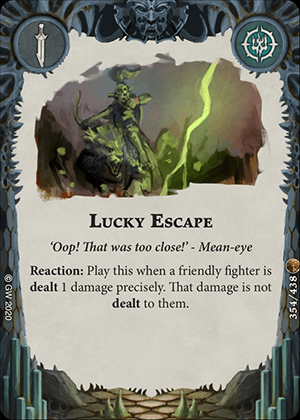 LUCKY ESCAPE
‘Oop! That was too close!’ - Mean-eye
Reaction: Play this when a friendly fighter is
dealt 1 damage precisely. That damage is not
dealt to them.
© GW 2020
354/438